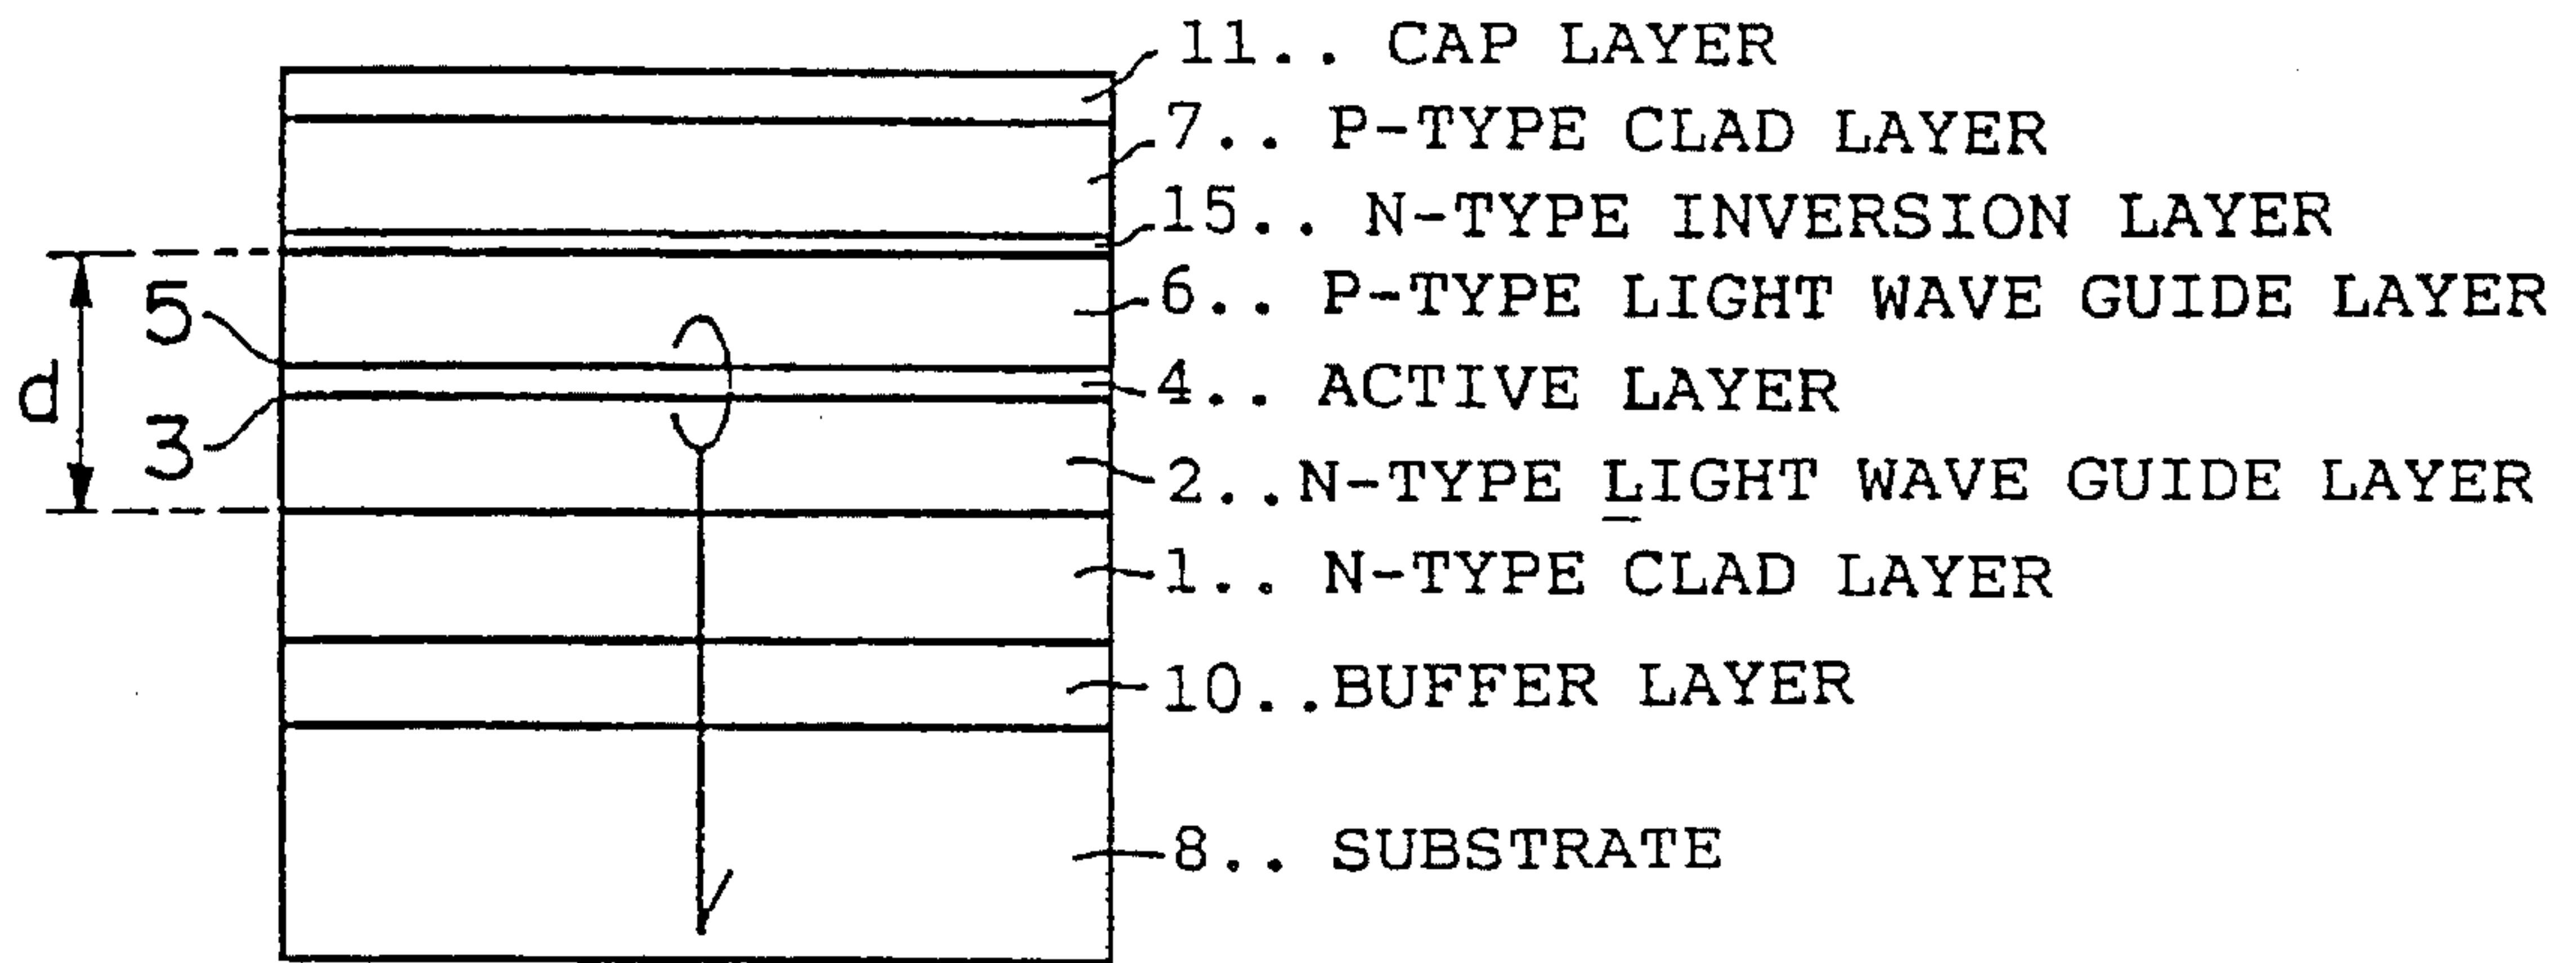 11.. CAP LAYER
7.. P-TYPE CLAD LAYER
15.. N-TYPE INVERSION LAYER
6.. P-TYPE LIGHT WAVE GUIDE LAYER
5
4.. ACTIVE LAYER
d
3
2..N-TYPE LIGHT WAVE GUIDE LAYER
1.. N-TYPE CLAD LAYER
10..BUFFER LAYER
8.. SUBSTRATE